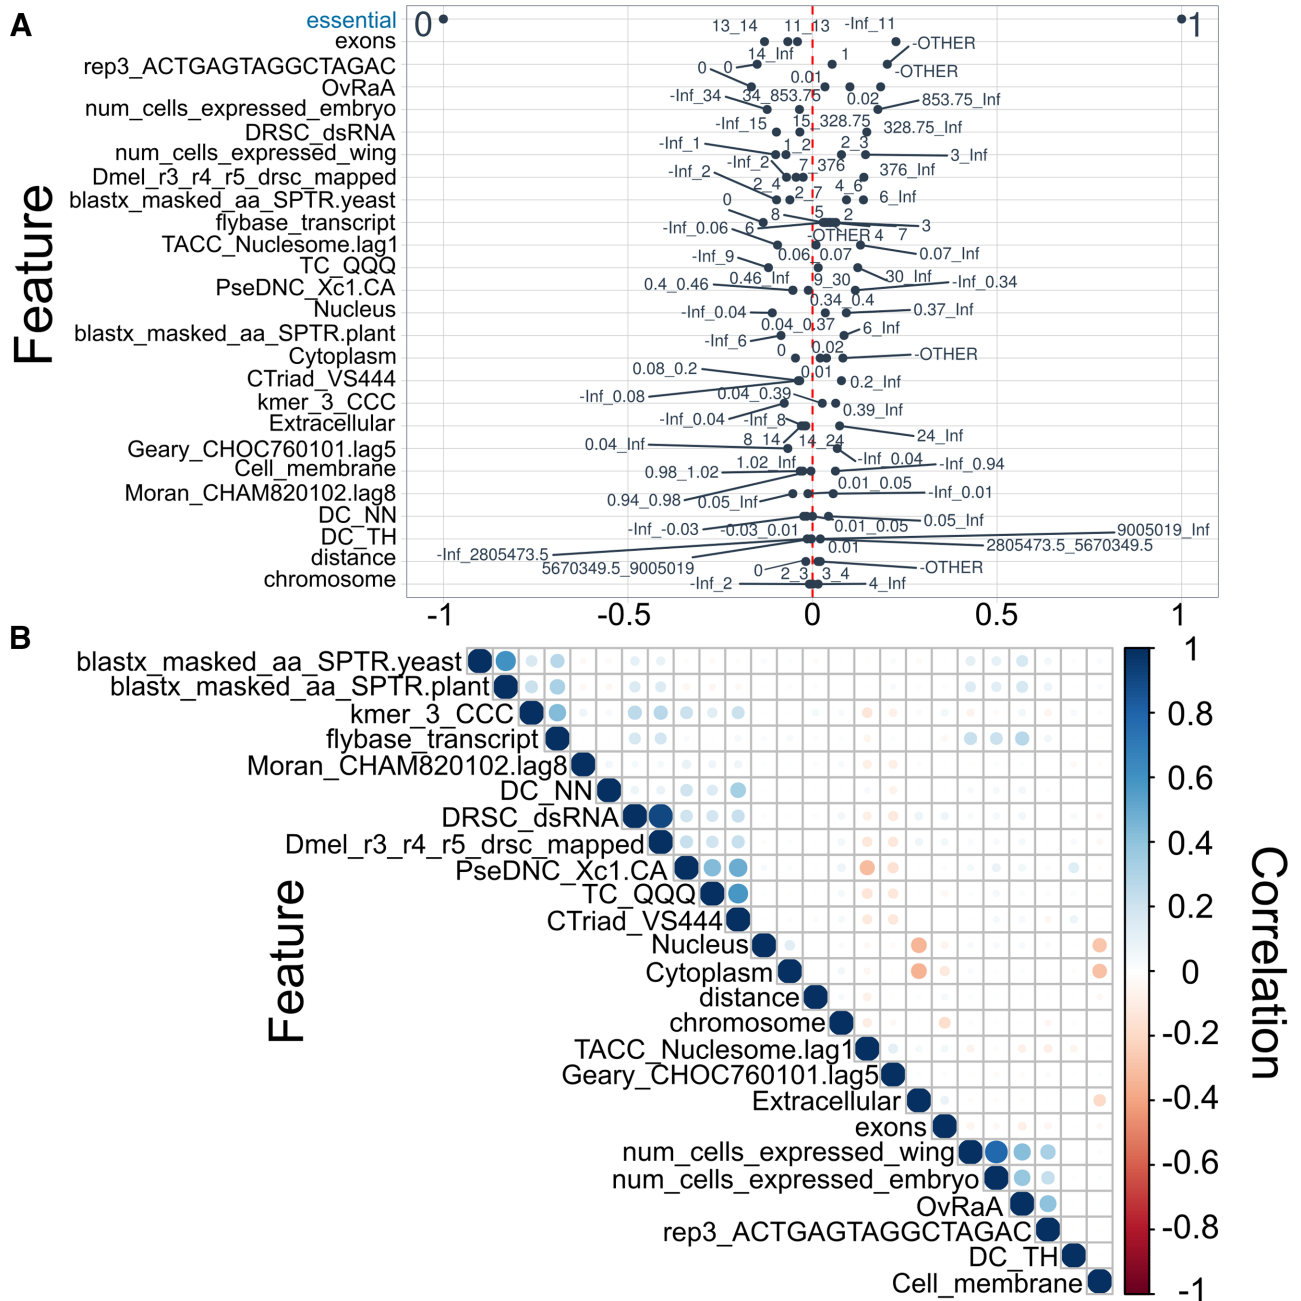 A
Feature
essential
0
1
exons
13_14
11_13
-Inf_11
rep3_ACTGAGTAGGCTAGAC
14_Inf
1
-OTHER
OvRaA
0
0
0.01
0.02
-OTHER
num_cells_expressed_embryo
-Inf_34
34_853.75
853.75_Inf
DRSC_dsRNA
-Inf_15
15_328.75
328.75_Inf
num_cells_expressed_wing
-Inf_1
1_2
2_3
3_Inf
Dmel_r3_r4_r5_drsc_mapped
-Inf_2
7_376
376_Inf
blastx_masked_aa_SPTR.yeast
-Inf_2
2_4
2_7
4_6
6_Inf
flybase_transcript
0
8
5
2
6
3
-OTHER
4
7
TACC_Nuclesome.lag1
-Inf_0.06
0.06_0.07
0.07_Inf
TC_QQQ
-Inf_9
9_30
30_Inf
PseDNC_Xc1.CA
0.4_0.46
0.46_Inf
0.34_0.4
-Inf_0.34
Nucleus
-Inf_0.04
0.04_0.37
0.37_Inf
blastx_masked_aa_SPTR.plant
-Inf_6
6_Inf
Cytoplasm
0
0.02
0.01
-OTHER
CTriad_VS444
0.08_0.2
-Inf_0.08
0.2_Inf
kmer_3_CCC
-Inf_0.04
0.04_0.39
0.39_Inf
Extracellular
-Inf_8
8_14
14_24
24_Inf
Geary_CHOC760101.lag5
0.04_Inf
-Inf_0.04
Cell_membrane
0.98_1.02
1.02_Inf
0.94_0.98
-Inf_0.94
Moran_CHAM820102.lag8
0.05_Inf
0.01_0.05
-Inf_0.01
DC_NN
-Inf_-0.03
-0.03_0.01
0.01_0.05
0.05_Inf
DC_TH
-Inf_2805473.5
5670349.5_9005019
2805473.5_5670349.5
9005019_Inf
distance
0
0.01
-OTHER
chromosome
-Inf_2
2_3
3_4
4_Inf
-1
-0.5
0
0.5
1
B
Feature
blastx_masked_aa_SPTR.yeast
blastx_masked_aa_SPTR.plant
kmer_3_CCC
flybase_transcript
Moran_CHAM820102.lag8
DC_NN
DRSC_dsRNA
Dmel_r3_r4_r5_drsc_mapped
PseDNC_Xc1.CA
TC_QQQ
CTriad_VS444
Nucleus
Cytoplasm
distance
chromosome
TACC_Nuclesome.lag1
Geary_CHOC760101.lag5
Extracellular
exons
num_cells_expressed_wing
num_cells_expressed_embryo
OvRaA
rep3_ACTGAGTAGGCTAGAC
DC_TH
Cell_membrane
1
0.8
0.6
0.4
0.2
0
-0.2
-0.4
-0.6
-0.8
-1
Correlation